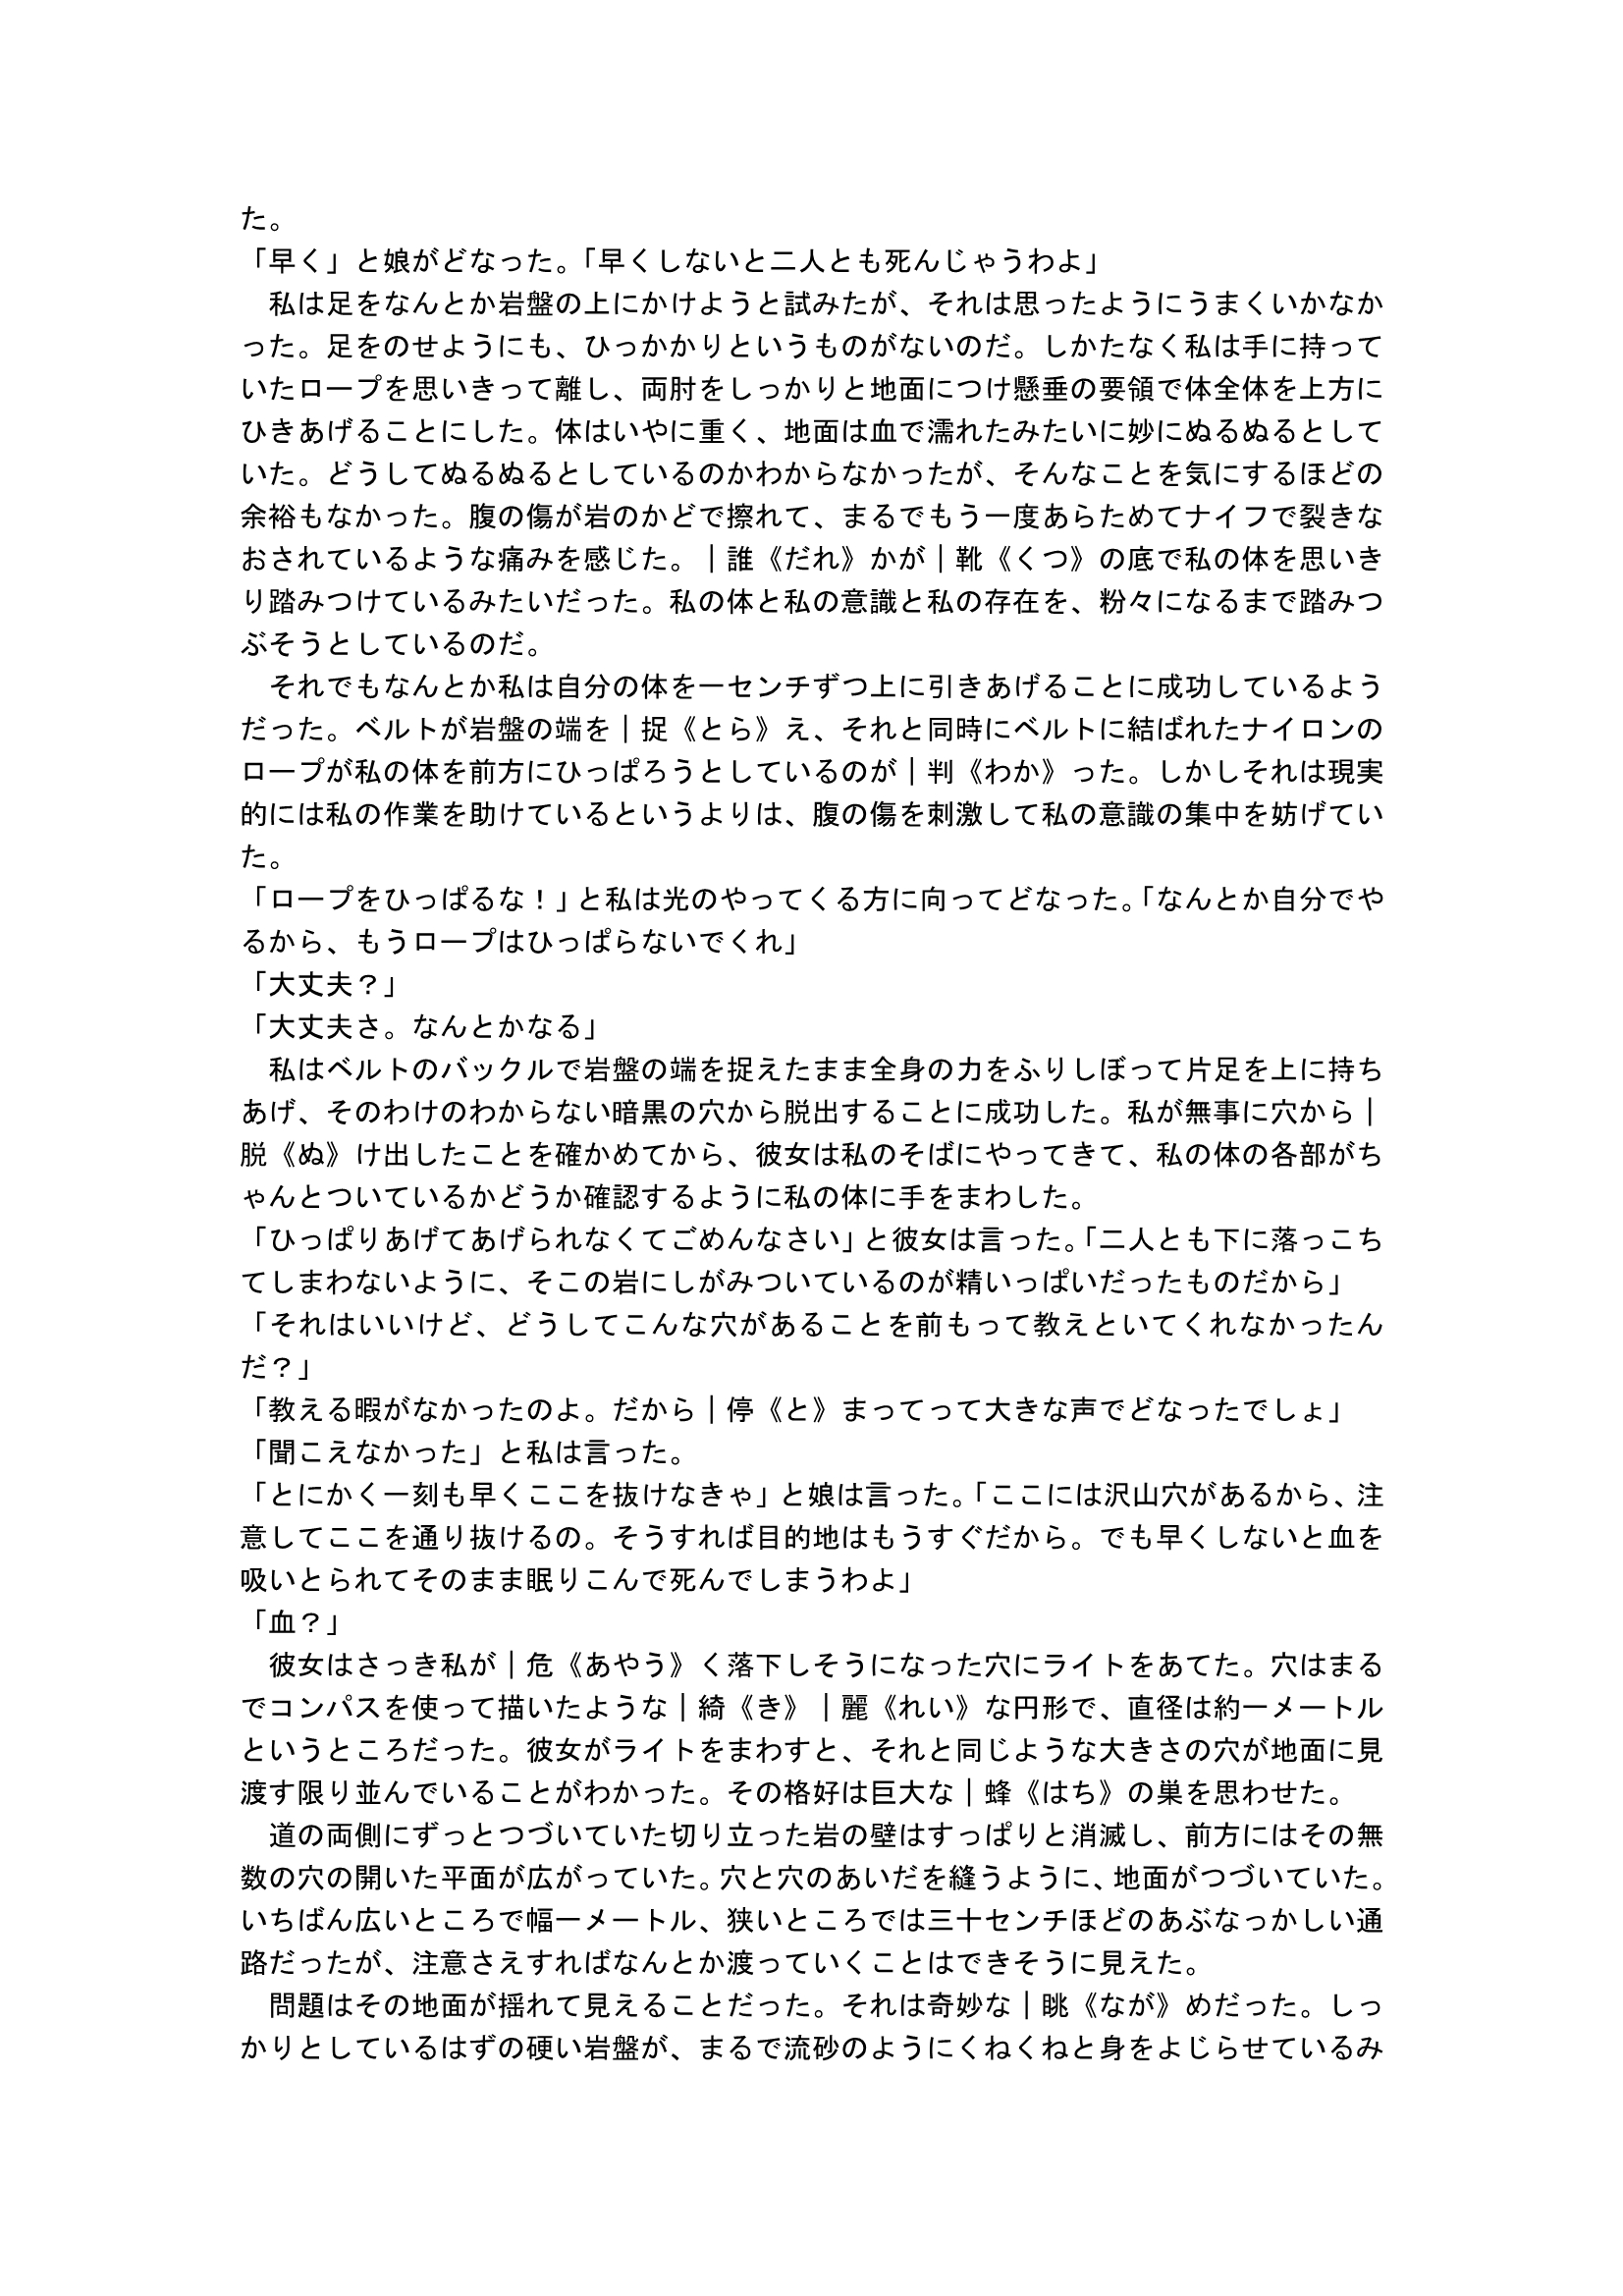 た。
「早く」と娘がどなった。「早くしないと二人とも死んじゃうわよ」
　私は足をなんとか岩盤の上にかけようと試みたが、それは思ったようにうまくいかなか
った。足をのせようにも、ひっかかりというものがないのだ。しかたなく私は手に持って
いたロープを思いきって離し、両肘をしっかりと地面につけ懸垂の要領で体全体を上方に
ひきあげることにした。体はいやに重く、地面は血で濡れたみたいに妙にぬるぬるとして
いた。どうしてぬるぬるとしているのかわからなかったが、そんなことを気にするほどの
余裕もなかった。腹の傷が岩のかどで擦れて、まるでもう一度あらためてナイフで裂きな
おされているような痛みを感じた。｜誰《だれ》かが｜靴《くつ》の底で私の体を思いき
り踏みつけているみたいだった。私の体と私の意識と私の存在を、粉々になるまで踏みつ
ぶそうとしているのだ。
　それでもなんとか私は自分の体を一センチずつ上に引きあげることに成功しているよう
だった。ベルトが岩盤の端を｜捉《とら》え、それと同時にベルトに結ばれたナイロンの
ロープが私の体を前方にひっぱろうとしているのが｜判《わか》った。しかしそれは現実
的には私の作業を助けているというよりは、腹の傷を刺激して私の意識の集中を妨げてい
た。
「ロープをひっぱるな！」と私は光のやってくる方に向ってどなった。「なんとか自分でや
るから、もうロープはひっぱらないでくれ」
「大丈夫？」
「大丈夫さ。なんとかなる」
　私はベルトのバックルで岩盤の端を捉えたまま全身の力をふりしぼって片足を上に持ち
あげ、そのわけのわからない暗黒の穴から脱出することに成功した。私が無事に穴から｜
脱《ぬ》け出したことを確かめてから、彼女は私のそばにやってきて、私の体の各部がち
ゃんとついているかどうか確認するように私の体に手をまわした。
「ひっぱりあげてあげられなくてごめんなさい」と彼女は言った。「二人とも下に落っこち
てしまわないように、そこの岩にしがみついているのが精いっぱいだったものだから」
「それはいいけど、どうしてこんな穴があることを前もって教えといてくれなかったん
だ？」
「教える暇がなかったのよ。だから｜停《と》まってって大きな声でどなったでしょ」
「聞こえなかった」と私は言った。
「とにかく一刻も早くここを抜けなきゃ」と娘は言った。「ここには沢山穴があるから、注
意してここを通り抜けるの。そうすれば目的地はもうすぐだから。でも早くしないと血を
吸いとられてそのまま眠りこんで死んでしまうわよ」
「血？」
　彼女はさっき私が｜危《あやう》く落下しそうになった穴にライトをあてた。穴はまる
でコンパスを使って描いたような｜綺《き》｜麗《れい》な円形で、直径は約一メートル
というところだった。彼女がライトをまわすと、それと同じような大きさの穴が地面に見
渡す限り並んでいることがわかった。その格好は巨大な｜蜂《はち》の巣を思わせた。
　道の両側にずっとつづいていた切り立った岩の壁はすっぱりと消滅し、前方にはその無
数の穴の開いた平面が広がっていた。穴と穴のあいだを縫うように、地面がつづいていた。
いちばん広いところで幅一メートル、狭いところでは三十センチほどのあぶなっかしい通
路だったが、注意さえすればなんとか渡っていくことはできそうに見えた。
　問題はその地面が揺れて見えることだった。それは奇妙な｜眺《なが》めだった。しっ
かりとしているはずの硬い岩盤が、まるで流砂のようにくねくねと身をよじらせているみ